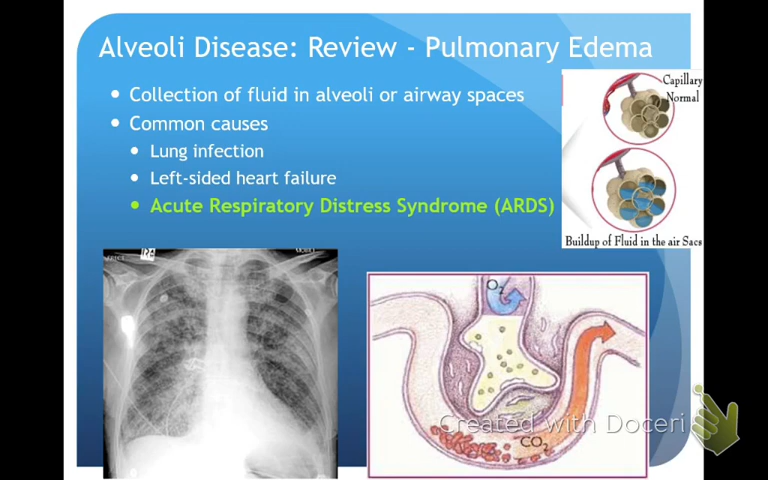 Alveoli Disease: Review - Pulmonary Edema
Collection of fluid in alveoli or airway spaces
Common causes
Lung infection
Left-sided heart failure
Acute Respiratory Distress Syndrome (ARDS)
Capillary
Normal
Buildup of Fluid in the air Sacs
O2
CO2
Created with Doceri